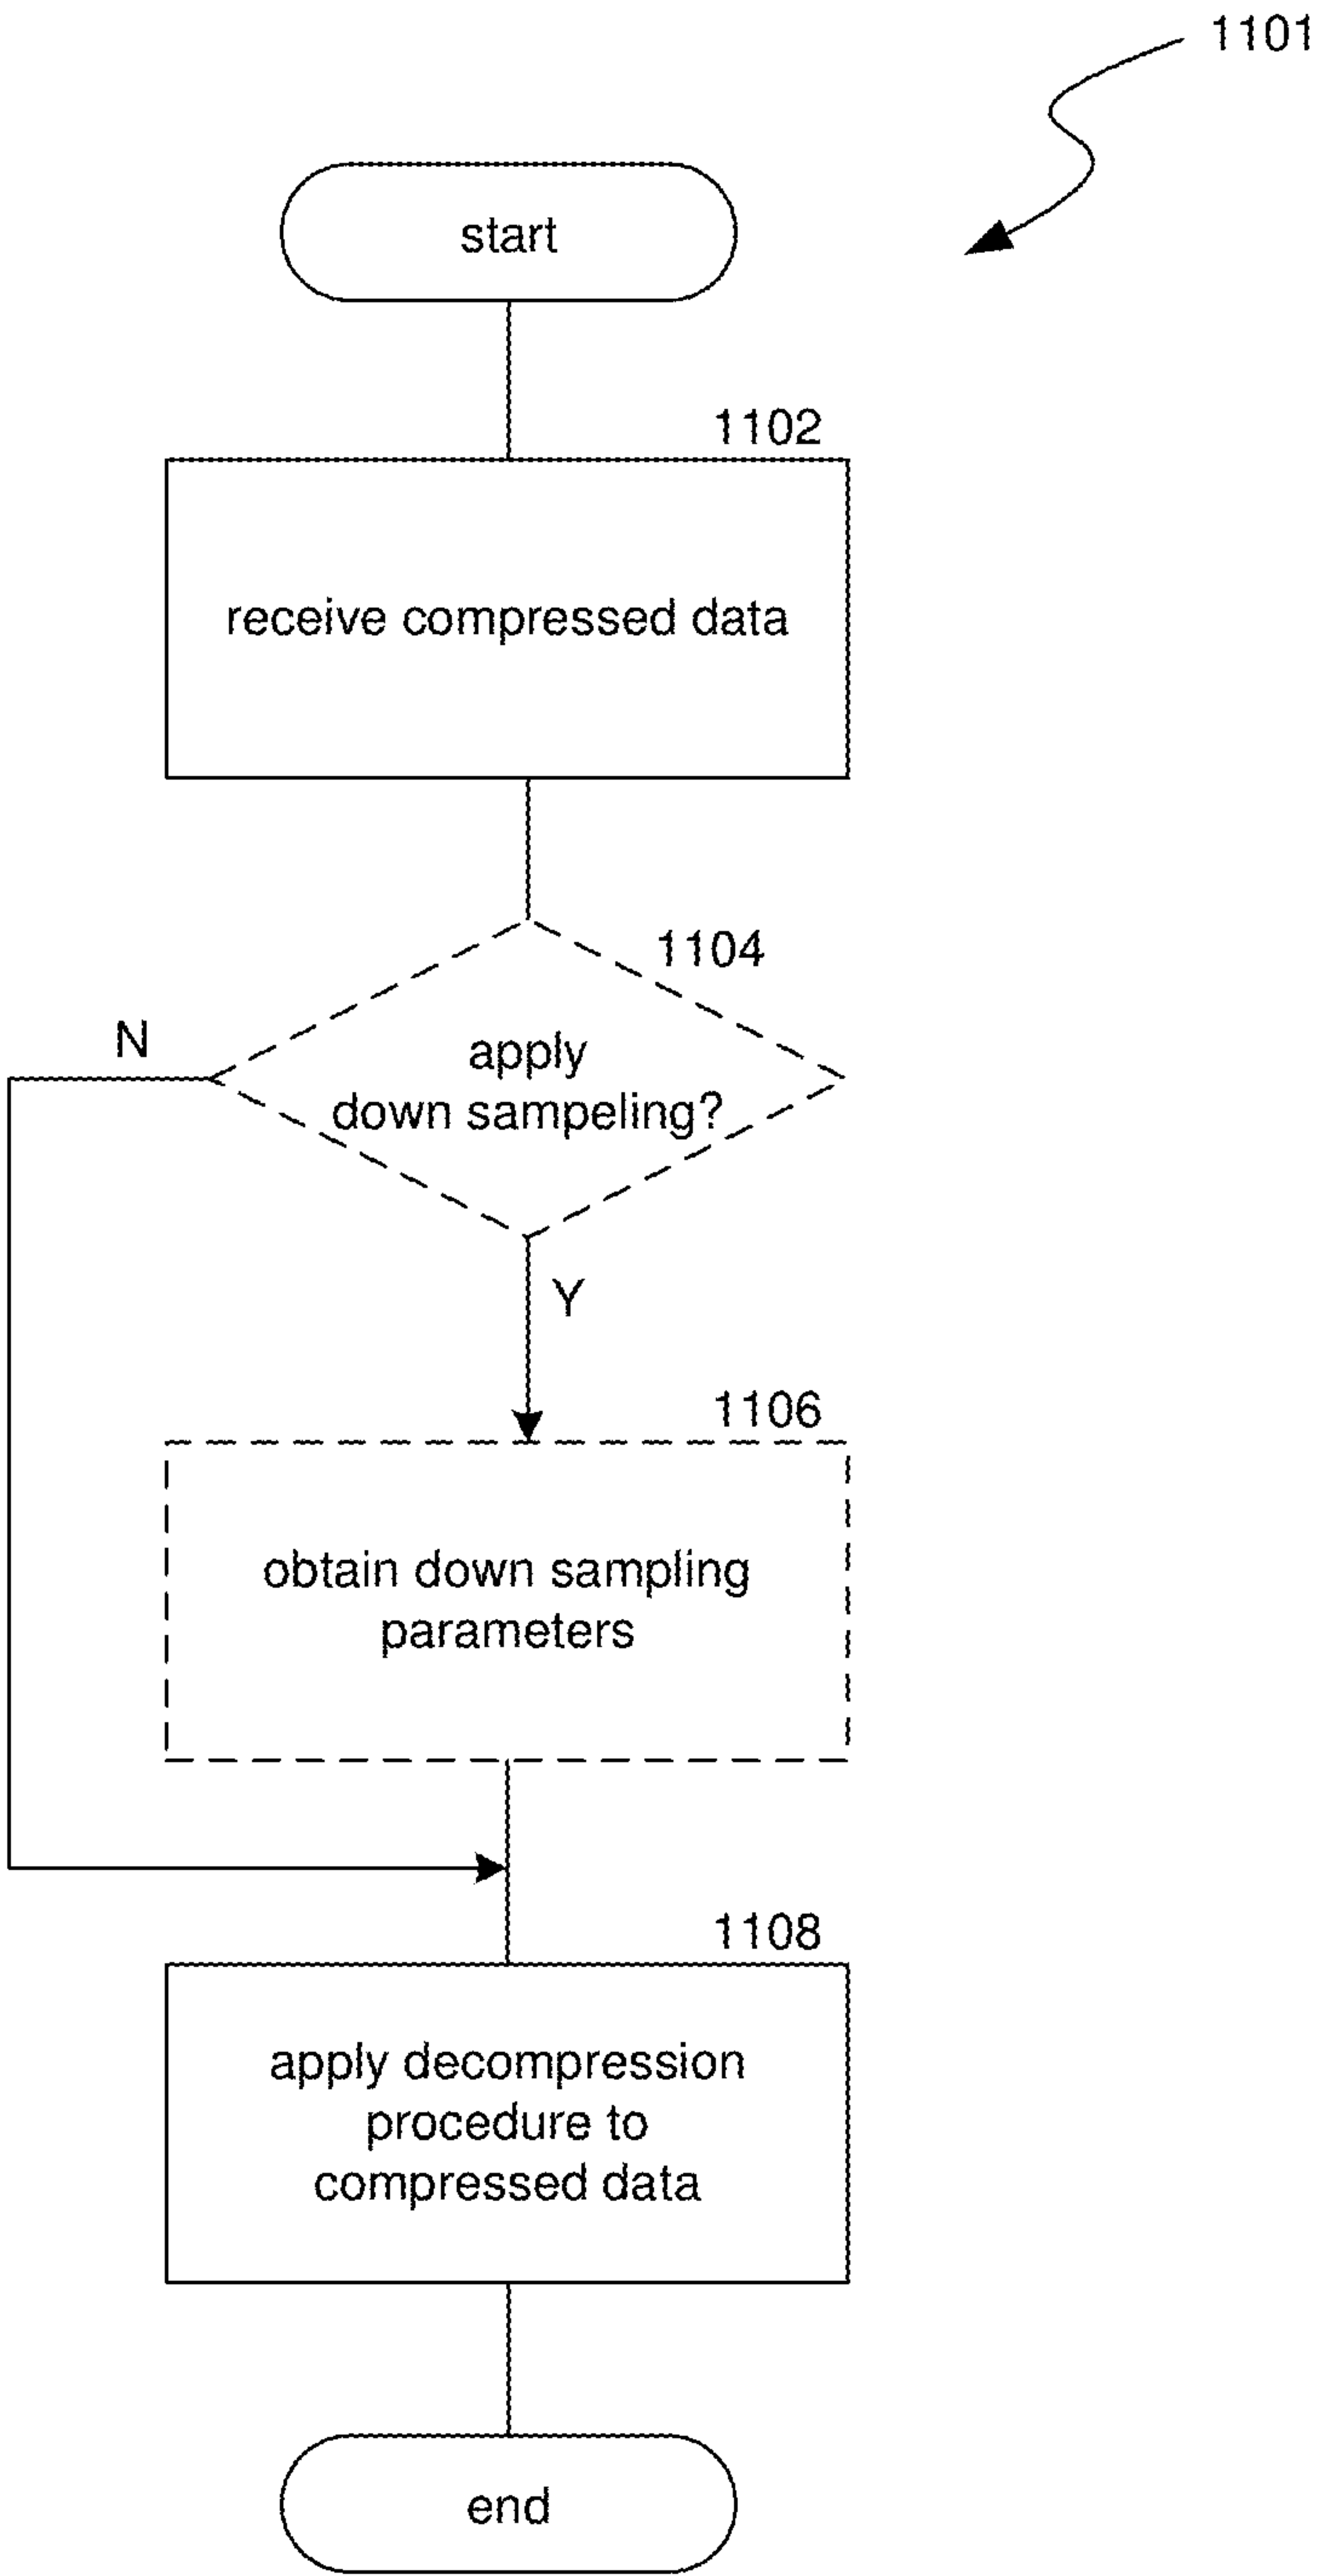 1101
start
1102
receive compressed data
1104
N
apply
down sampeling?
Y
1106
obtain down sampling
parameters
1108
apply decompression
procedure to
compressed data
end